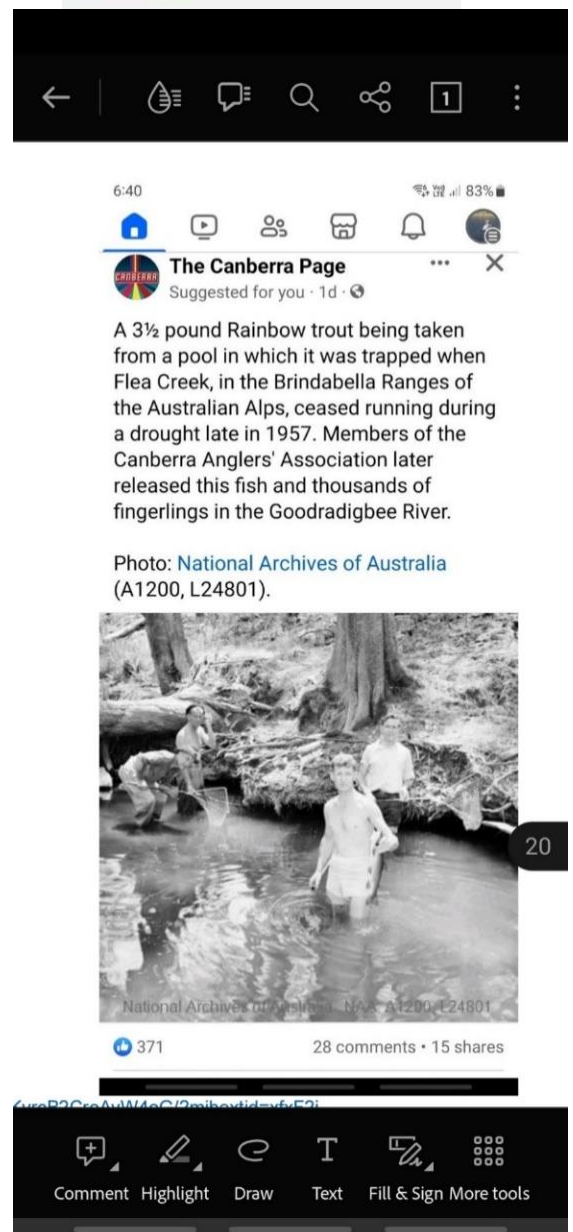 1
6:40
83%
CANBERRA
The Canberra Page
Suggested for you · 1d ·
A 3½ pound Rainbow trout being taken
from a pool in which it was trapped when
Flea Creek, in the Brindabella Ranges of
the Australian Alps, ceased running during
a drought late in 1957. Members of the
Canberra Anglers' Association later
released this fish and thousands of
fingerlings in the Goodradigbee River.
Photo: National Archives of Australia
(A1200, L24801).
20
National Archives of Australia NAA: A1200, L24801
371
28 comments • 15 shares
Comment Highlight Draw Text Fill & Sign More tools